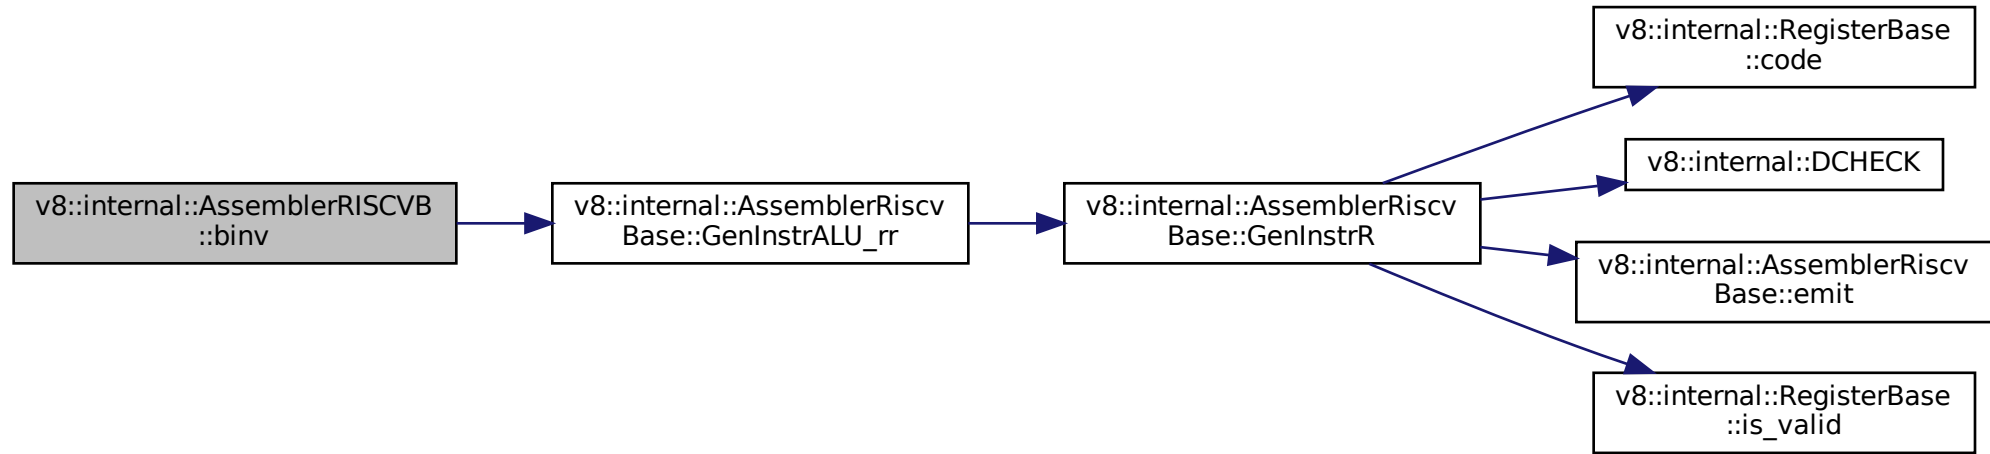 v8::internal::AssemblerRISCVB
::binv
v8::internal::AssemblerRiscv
Base::GenInstrALU_rr
v8::internal::AssemblerRiscv
Base::GenInstrR
v8::internal::RegisterBase
::code
v8::internal::DCHECK
v8::internal::AssemblerRiscv
Base::emit
v8::internal::RegisterBase
::is_valid